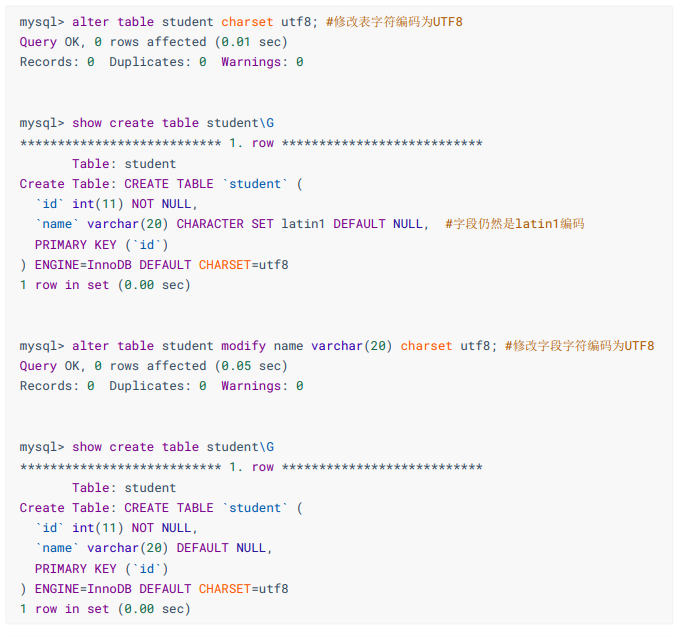 mysql> alter table student charset utf8; #修改表字符编码为UTF8
Query OK, 0 rows affected (0.01 sec)
Records: 0  Duplicates: 0  Warnings: 0
mysql> show create table student\G
*************************** 1. row ***************************
       Table: student
Create Table: CREATE TABLE `student` (
  `id` int(11) NOT NULL,
  `name` varchar(20) CHARACTER SET latin1 DEFAULT NULL,  #字段仍然是latin1编码
  PRIMARY KEY (`id`)
) ENGINE=InnoDB DEFAULT CHARSET=utf8
1 row in set (0.00 sec)
mysql> alter table student modify name varchar(20) charset utf8; #修改字段字符编码为UTF8
Query OK, 0 rows affected (0.05 sec)
Records: 0  Duplicates: 0  Warnings: 0
mysql> show create table student\G
*************************** 1. row ***************************
       Table: student
Create Table: CREATE TABLE `student` (
  `id` int(11) NOT NULL,
  `name` varchar(20) DEFAULT NULL,
  PRIMARY KEY (`id`)
) ENGINE=InnoDB DEFAULT CHARSET=utf8
1 row in set (0.00 sec)